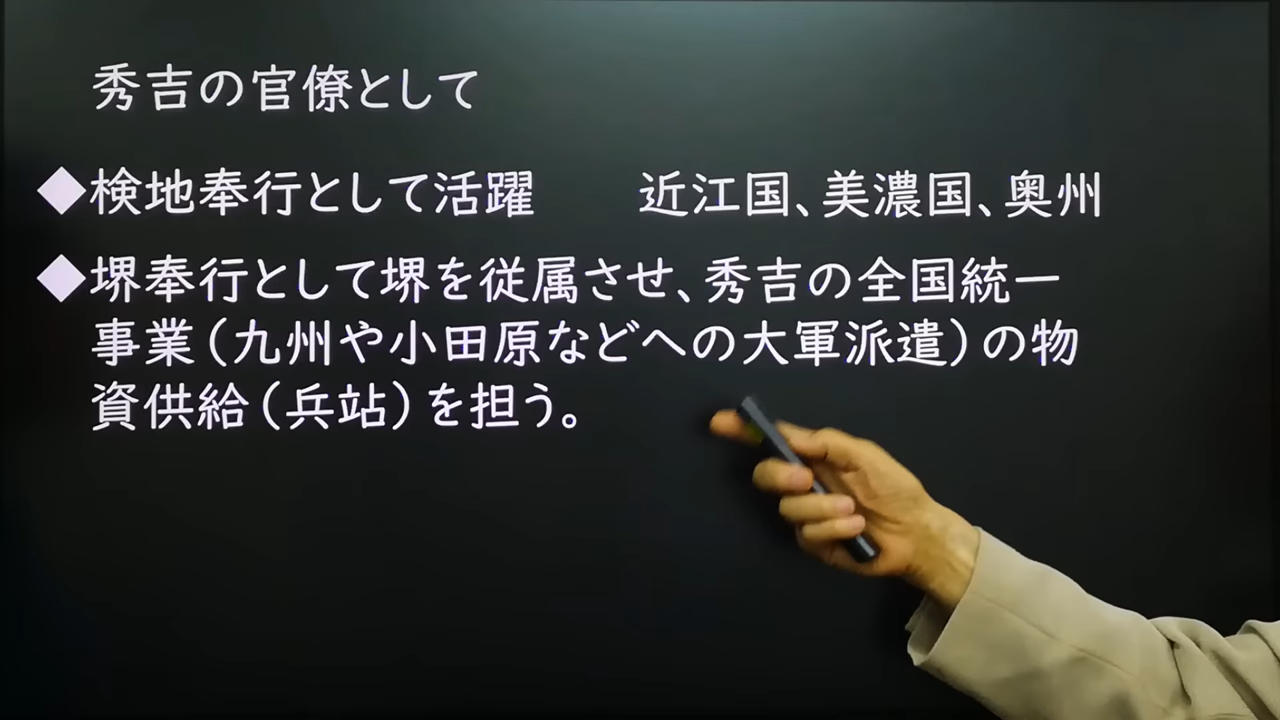 秀吉の官僚として
◆検地奉行として活躍　　近江国、美濃国、奥州
◆堺奉行として堺を従属させ、秀吉の全国統一
事業（九州や小田原などへの大軍派遣）の物
資供給（兵站）を担う。